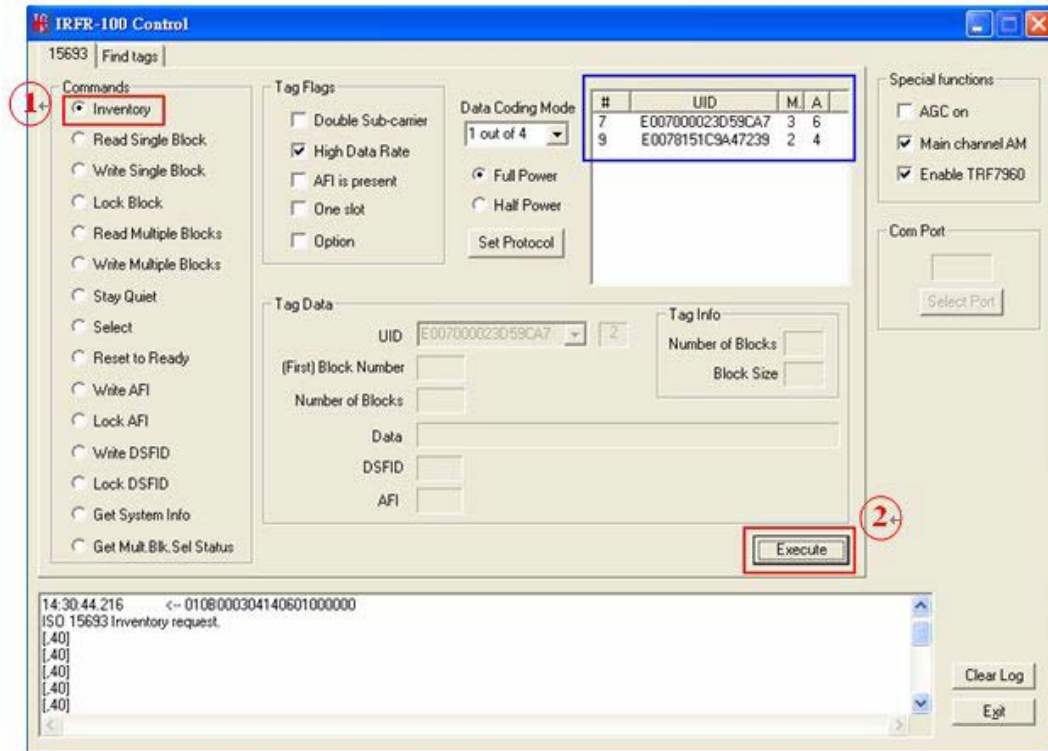 IRFR-100 Control
15693 Find tags
Commands
1
Inventory
Read Single Block
Write Single Block
Lock Block
Read Multiple Blocks
Write Multiple Blocks
Stay Quiet
Select
Reset to Ready
Write AFI
Lock AFI
Write DSFID
Lock DSFID
Get System Info
Get Mult.Blk.Sel Status
Tag Flags
Double Sub-carrier
High Data Rate
AFI is present
One slot
Option
Data Coding Mode
1 out of 4
Full Power
Half Power
Set Protocol
# UID M. A
7 E007000023D59CA7 3 6
9 E0078151C9A47239 2 4
Special functions
AGC on
Main channel AM
Enable TRF7960
Com Port
Select Port
Tag Data
UID E007000023D59CA7 2
(First) Block Number
Number of Blocks
Data
DSFID
AFI
Tag Info
Number of Blocks
Block Size
2
Execute
14:30:44.216 <-- 010B000304140601000000
ISO 15693 Inventory request.
[,40]
[,40]
[,40]
[,40]
[,40]
Clear Log
Exit